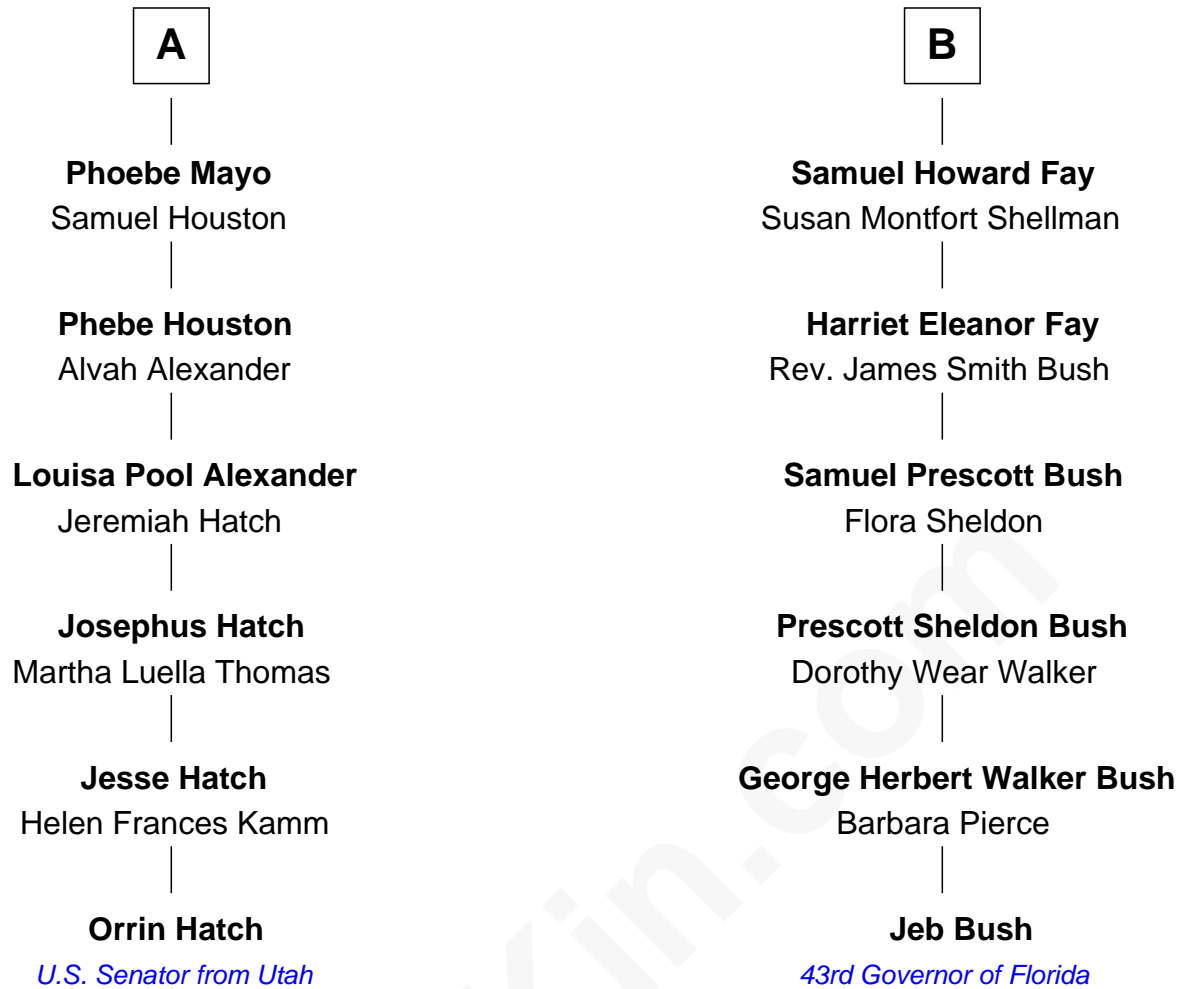 A
Phoebe Mayo
Samuel Houston
Phebe Houston
Alvah Alexander
Louisa Pool Alexander
Jeremiah Hatch
Josephus Hatch
Martha Luella Thomas
Jesse Hatch
Helen Frances Kamm
Orrin Hatch
U.S. Senator from Utah
B
Samuel Howard Fay
Susan Montfort Shellman
Harriet Eleanor Fay
Rev. James Smith Bush
Samuel Prescott Bush
Flora Sheldon
Prescott Sheldon Bush
Dorothy Wear Walker
George Herbert Walker Bush
Barbara Pierce
Jeb Bush
43rd Governor of Florida